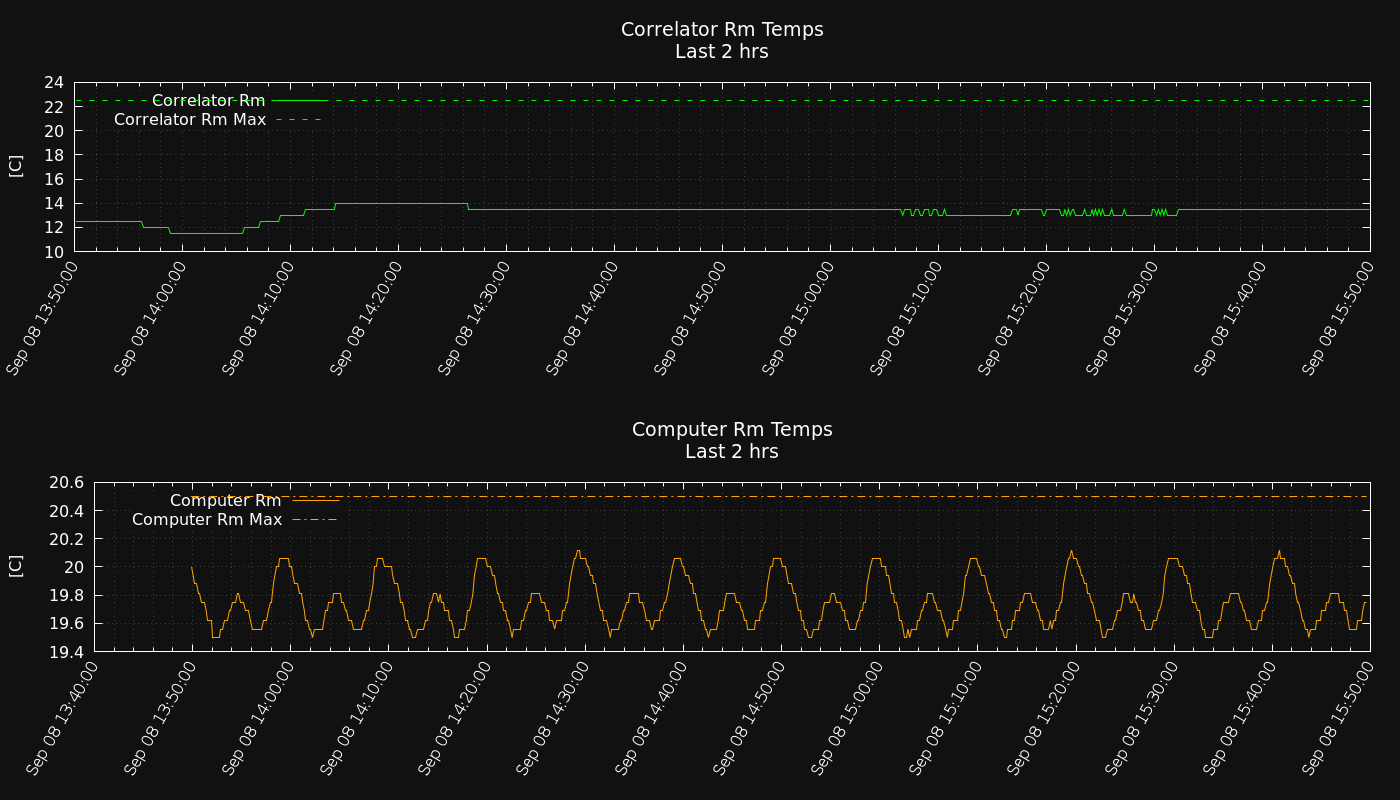 Correlator Rm Temps
Last 2 hrs
24
22
20
18
16
14
12
10
[C]
Correlator Rm
Correlator Rm Max
Sep 08 13:50:00
Sep 08 14:00:00
Sep 08 14:10:00
Sep 08 14:20:00
Sep 08 14:30:00
Sep 08 14:40:00
Sep 08 14:50:00
Sep 08 15:00:00
Sep 08 15:10:00
Sep 08 15:20:00
Sep 08 15:30:00
Sep 08 15:40:00
Sep 08 15:50:00
Computer Rm Temps
Last 2 hrs
20.6
20.4
20.2
20
19.8
19.6
19.4
[C]
Computer Rm
Computer Rm Max
Sep 08 13:40:00
Sep 08 13:50:00
Sep 08 14:00:00
Sep 08 14:10:00
Sep 08 14:20:00
Sep 08 14:30:00
Sep 08 14:40:00
Sep 08 14:50:00
Sep 08 15:00:00
Sep 08 15:10:00
Sep 08 15:20:00
Sep 08 15:30:00
Sep 08 15:40:00
Sep 08 15:50:00